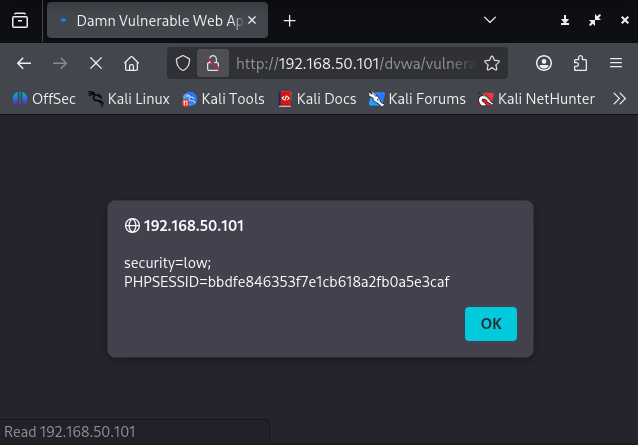 Damn Vulnerable Web Ap
http://192.168.50.101/dvwa/vulnera
OffSec Kali Linux Kali Tools Kali Docs Kali Forums Kali NetHunter
192.168.50.101
security=low;
PHPSESSID=bbdfe846353f7e1cb618a2fb0a5e3caf
OK
Read 192.168.50.101